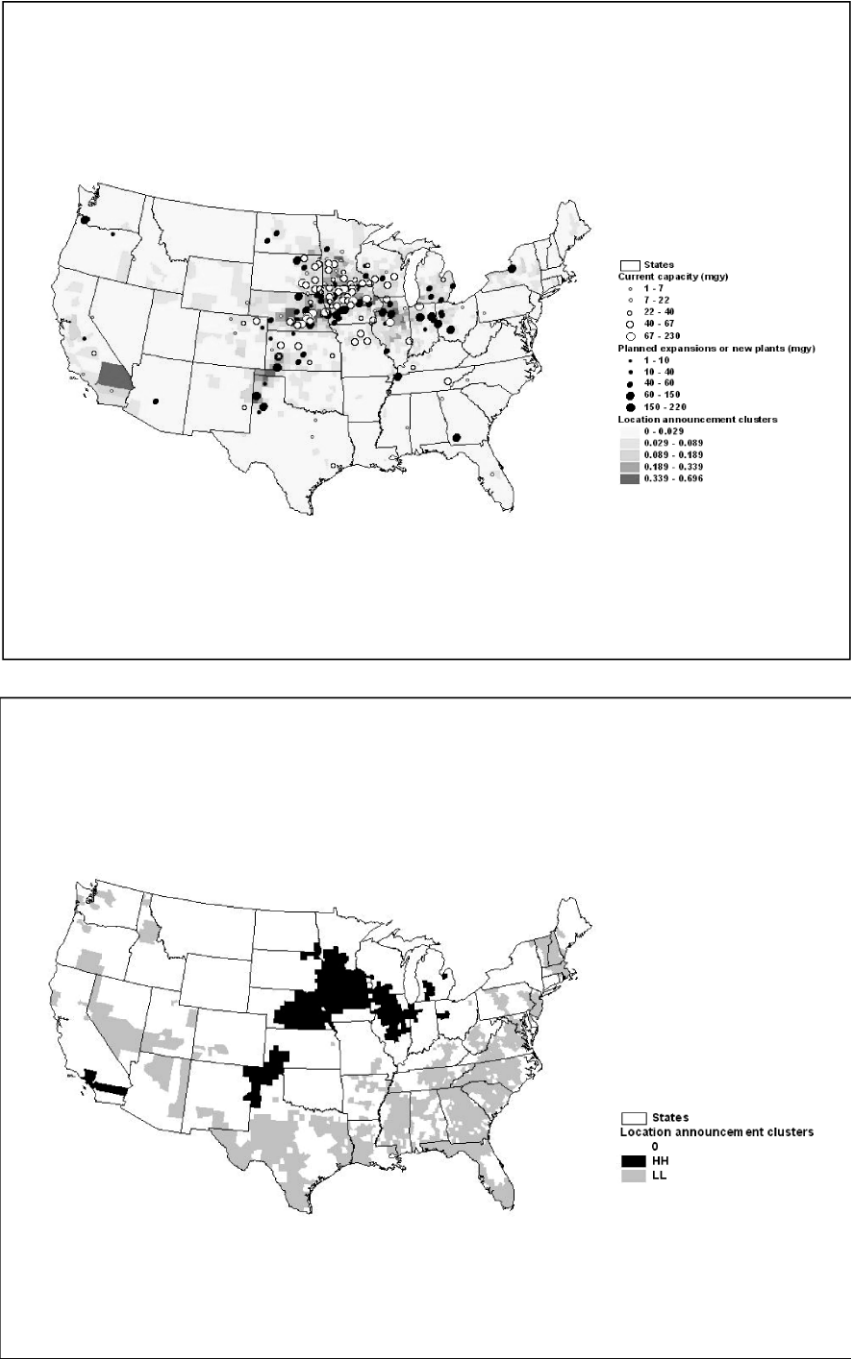 States
Current capacity (mgy)
1 - 7
7 - 22
22 - 40
40 - 67
67 - 230
Planned expansions or new plants (mgy)
1 - 10
10 - 40
40 - 60
60 - 150
150 - 220
Location announcement clusters
0 - 0.029
0.029 - 0.089
0.089 - 0.189
0.189 - 0.339
0.339 - 0.696
States
Location announcement clusters
0
HH
LL